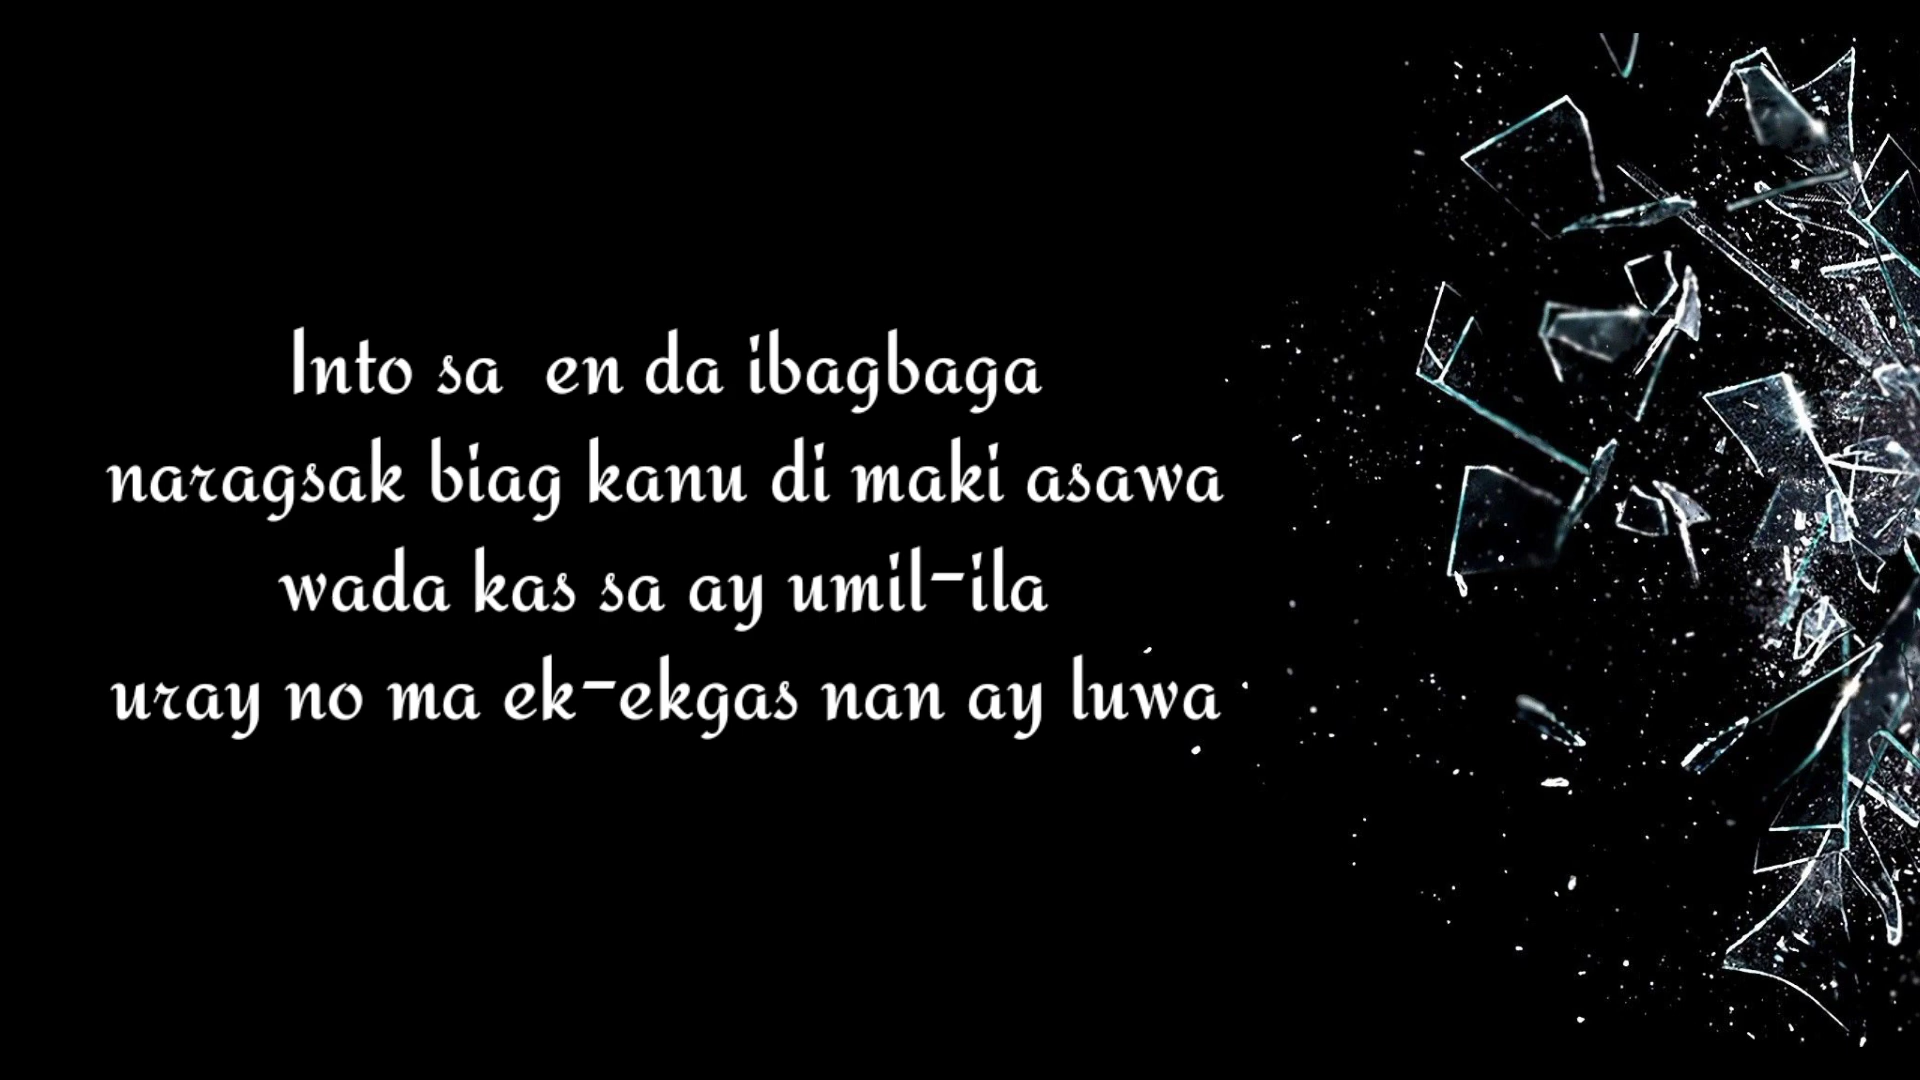 Into sa en da ibagbaga
naragsak biag kanu di maki asawa
wada kas sa ay umil-ila
uray no ma ek-ekgas nan ay luwa